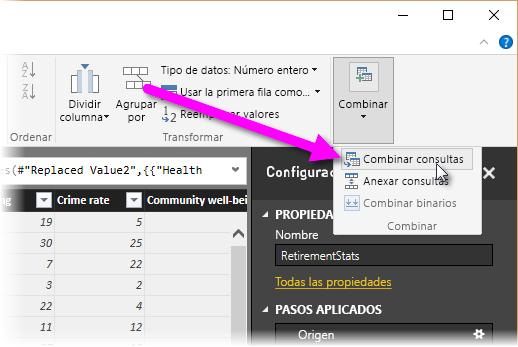 Tipo de datos: Número entero
Usar la primera fila como...
Reemplazar valores
Dividir
columna
Agrupar
por
Combinar
Ordenar
Transformar
Combinar consultas
Anexar consultas
Combinar binarios
Combinar
es(#"Replaced Value2",{{"Health
Crime rate
Community well-bei
19 5
30 25
7 22
3 2
22 4
11 12
PROPIEDA
Nombre
RetirementStats
Todas las propiedades
PASOS APLICADOS
Origen